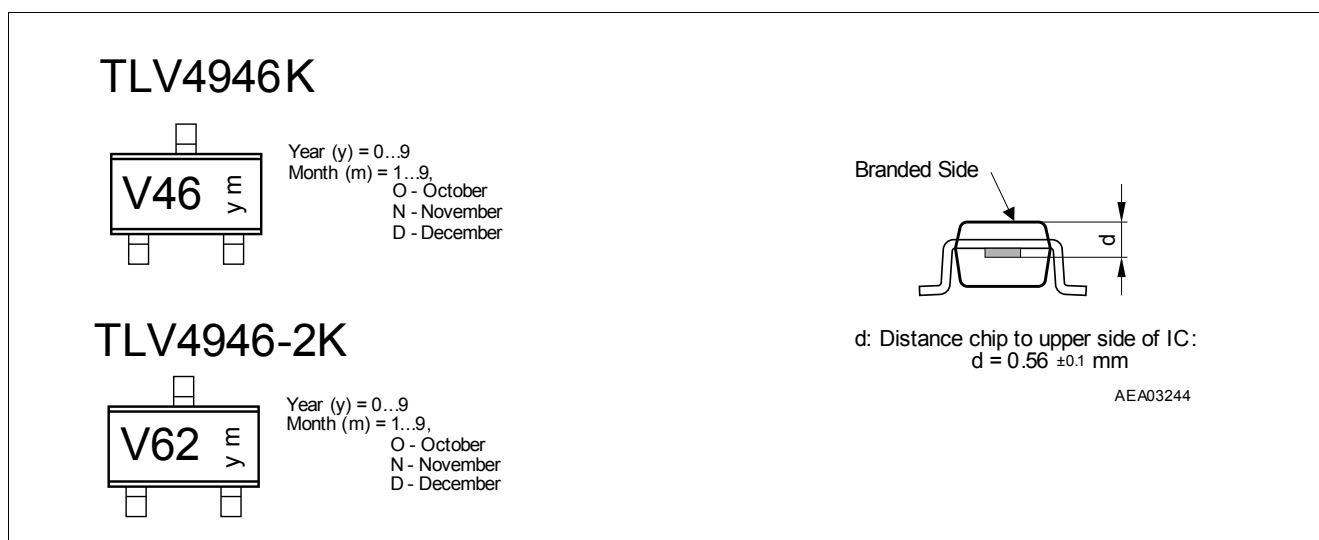 TLV4946K
V46 y m
Year (y) = 0...9
Month (m) = 1...9,
O - October
N - November
D - December
TLV4946-2K
V62 y m
Year (y) = 0...9
Month (m) = 1...9,
O - October
N - November
D - December
Branded Side
d
d: Distance chip to upper side of IC:
d = 0.56 ±0.1 mm
AEA03244